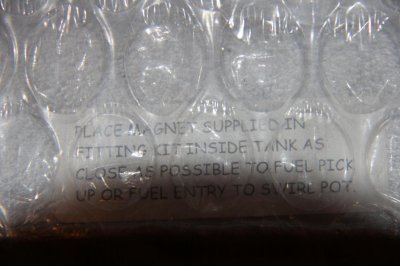 PLACE MAGNET SUPPLIED IN
FITTING KIT INSIDE TANK AS
CLOSE AS POSSIBLE TO FUEL PICK
UP OR FUEL ENTRY TO SWIRL POT.